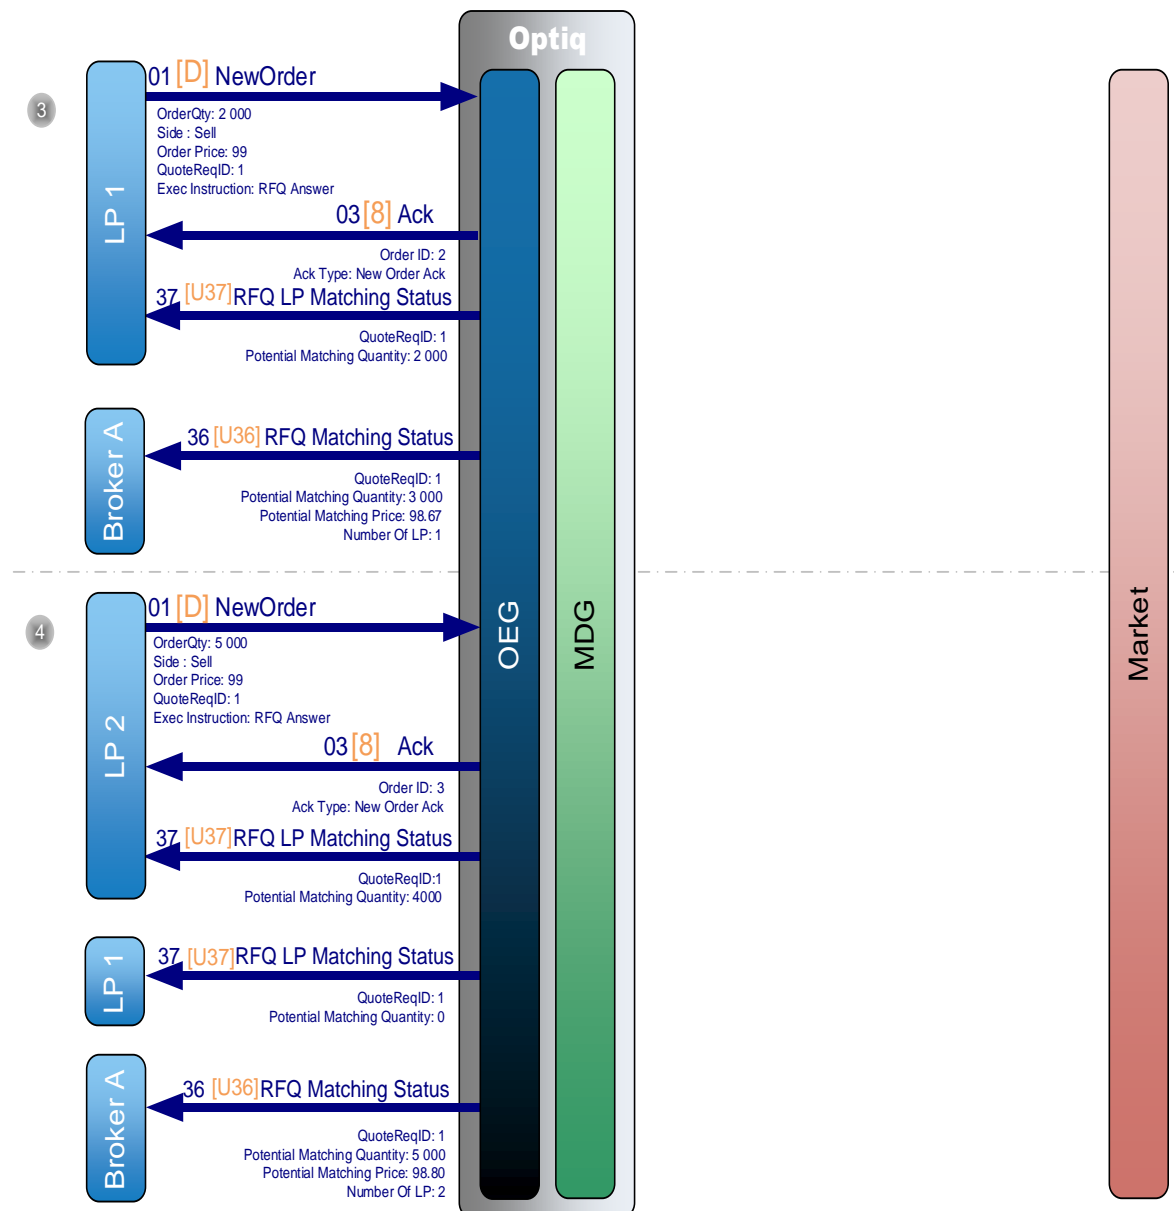 Optiq
3
01 [D] NewOrder
OrderQty: 2 000
Side : Sell
Order Price: 99
QuoteReqID: 1
Exec Instruction: RFQ Answer
LP 1
03 [8] Ack
Order ID: 2
Ack Type: New Order Ack
37 [U37] RFQ LP Matching Status
QuoteReqID: 1
Potential Matching Quantity: 2 000
Broker A
36 [U36] RFQ Matching Status
QuoteReqID: 1
Potential Matching Quantity: 3 000
Potential Matching Price: 98.67
Number Of LP: 1
OEG
MDG
Market
4
01 [D] NewOrder
OrderQty: 5 000
Side : Sell
Order Price: 99
QuoteReqID: 1
Exec Instruction: RFQ Answer
LP 2
03 [8] Ack
Order ID: 3
Ack Type: New Order Ack
37 [U37] RFQ LP Matching Status
QuoteReqID:1
Potential Matching Quantity: 4000
LP 1
37 [U37] RFQ LP Matching Status
QuoteReqID: 1
Potential Matching Quantity: 0
Broker A
36 [U36] RFQ Matching Status
QuoteReqID: 1
Potential Matching Quantity: 5 000
Potential Matching Price: 98.80
Number Of LP: 2